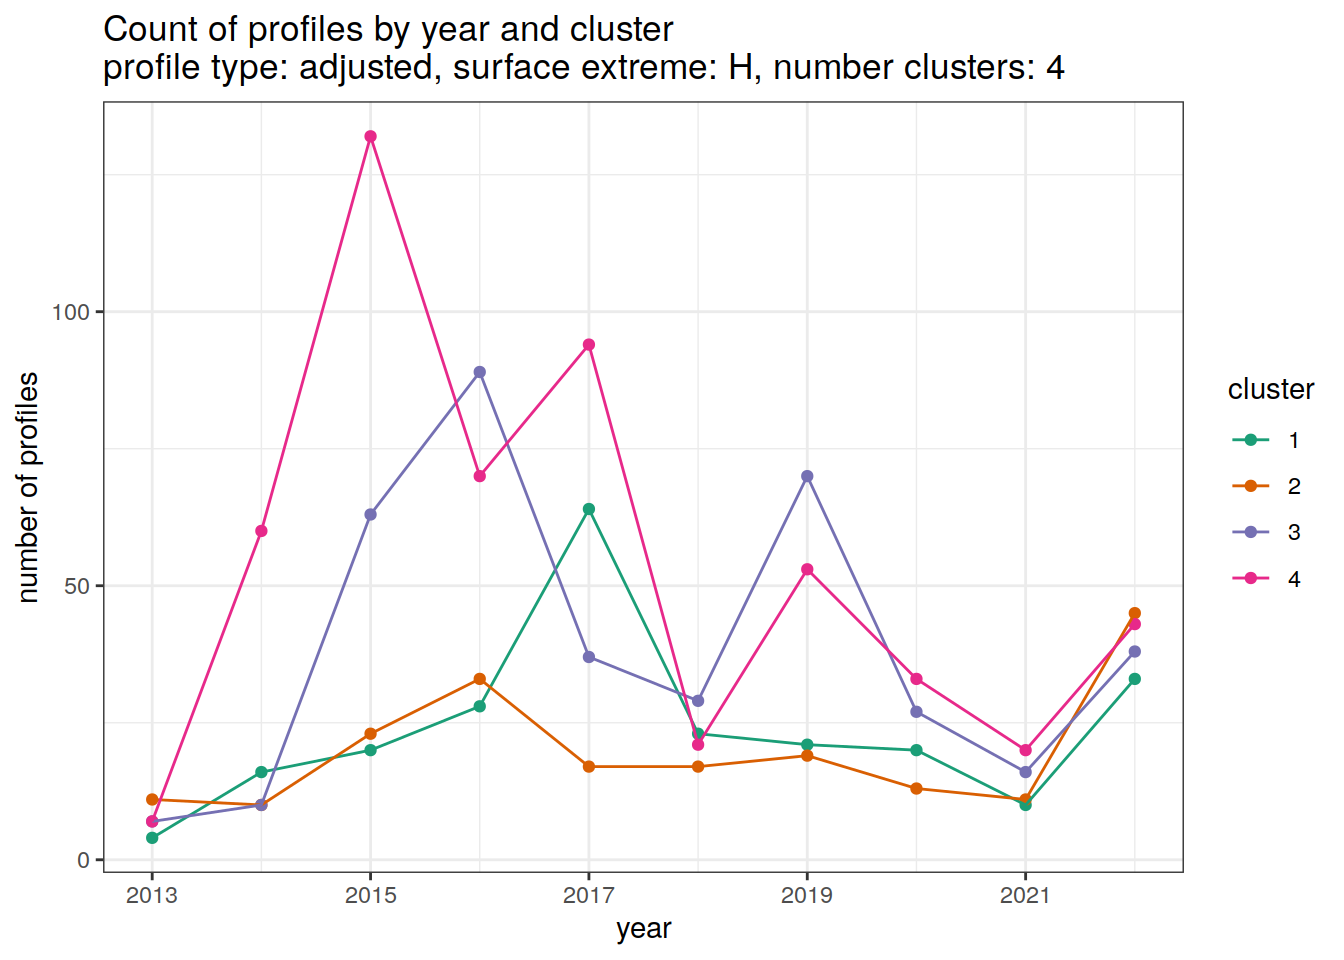 Count of profiles by year and cluster
profile type: adjusted, surface extreme: H, number clusters: 4
number of profiles
100
50
0
2013
2015
2017
2019
2021
year
cluster
1
2
3
4